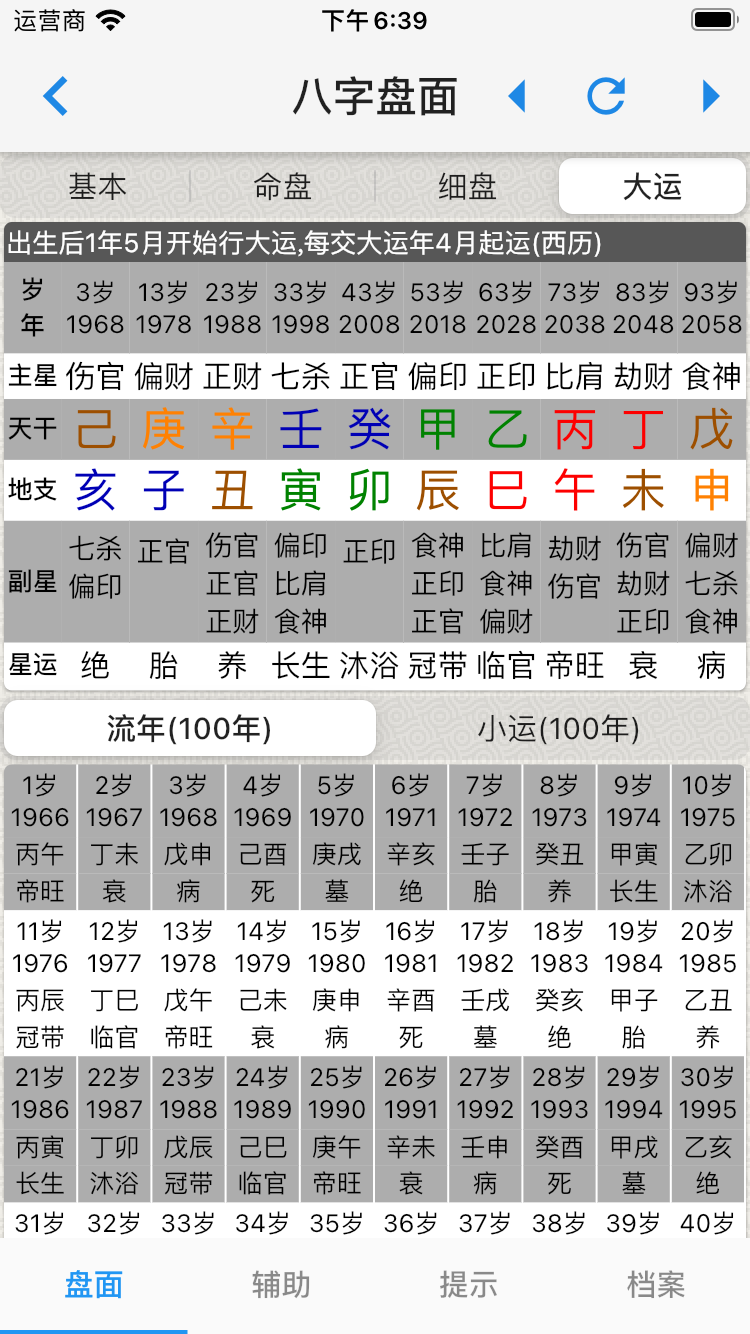 运营商 下午6:39
八字盘面
基本 命盘 细盘 大运
出生后1年5月开始行大运,每交大运年4月起运(西历)
岁 3岁 13岁 23岁 33岁 43岁 53岁 63岁 73岁 83岁 93岁
年 1968 1978 1988 1998 2008 2018 2028 2038 2048 2058
主星 伤官 偏财 正财 七杀 正官 偏印 正印 比肩 劫财 食神
天干 己 庚 辛 壬 癸 甲 乙 丙 丁 戊
地支 亥 子 丑 寅 卯 辰 巳 午 未 申
副星 七杀 正官 伤官 偏印 正印 食神 比肩 劫财 伤官 偏财
偏印 正官 比肩 正印 食神 伤官 劫财 七杀
正财 食神 正官 偏财 正印 食神
星运 绝 胎 养 长生 沐浴 冠带 临官 帝旺 衰 病
流年(100年) 小运(100年)
1岁 2岁 3岁 4岁 5岁 6岁 7岁 8岁 9岁 10岁
1966 1967 1968 1969 1970 1971 1972 1973 1974 1975
丙午 丁未 戊申 己酉 庚戌 辛亥 壬子 癸丑 甲寅 乙卯
帝旺 衰 病 死 墓 绝 胎 养 长生 沐浴
11岁 12岁 13岁 14岁 15岁 16岁 17岁 18岁 19岁 20岁
1976 1977 1978 1979 1980 1981 1982 1983 1984 1985
丙辰 丁巳 戊午 己未 庚申 辛酉 壬戌 癸亥 甲子 乙丑
冠带 临官 帝旺 衰 病 死 墓 绝 胎 养
21岁 22岁 23岁 24岁 25岁 26岁 27岁 28岁 29岁 30岁
1986 1987 1988 1989 1990 1991 1992 1993 1994 1995
丙寅 丁卯 戊辰 己巳 庚午 辛未 壬申 癸酉 甲戌 乙亥
长生 沐浴 冠带 临官 帝旺 衰 病 死 墓 绝
31岁 32岁 33岁 34岁 35岁 36岁 37岁 38岁 39岁 40岁
盘面 辅助 提示 档案